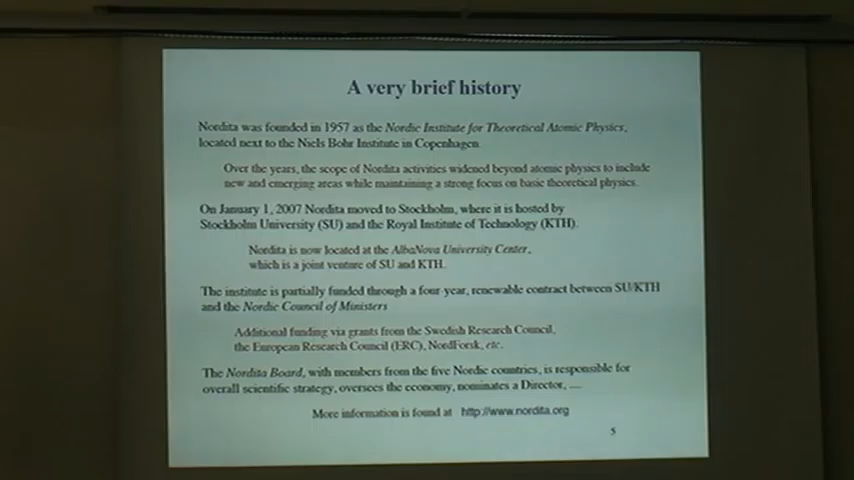 A very brief history
Nordita was founded in 1957 as the Nordic Institute for Theoretical Atomic Physics,
located next to the Niels Bohr Institute in Copenhagen.
Over the years, the scope of Nordita activities widened beyond atomic physics to include
new and emerging areas while maintaining a strong focus on basic theoretical physics.
On January 1, 2007 Nordita moved to Stockholm, where it is hosted by
Stockholm University (SU) and the Royal Institute of Technology (KTH).
Nordita is now located at the AlbaNova University Center,
which is a joint venture of SU and KTH.
The institute is partially funded through a four year, renewable contract between SU/KTH
and the Nordic Council of Ministers
Additional funding via grants from the Swedish Research Council,
the European Research Council (ERC), NordForsk, etc.
The Nordita Board, with members from the five Nordic countries, is responsible for
overall scientific strategy, oversees the economy, nominates a Director, ....
More information is found at http://www.nordita.org
5